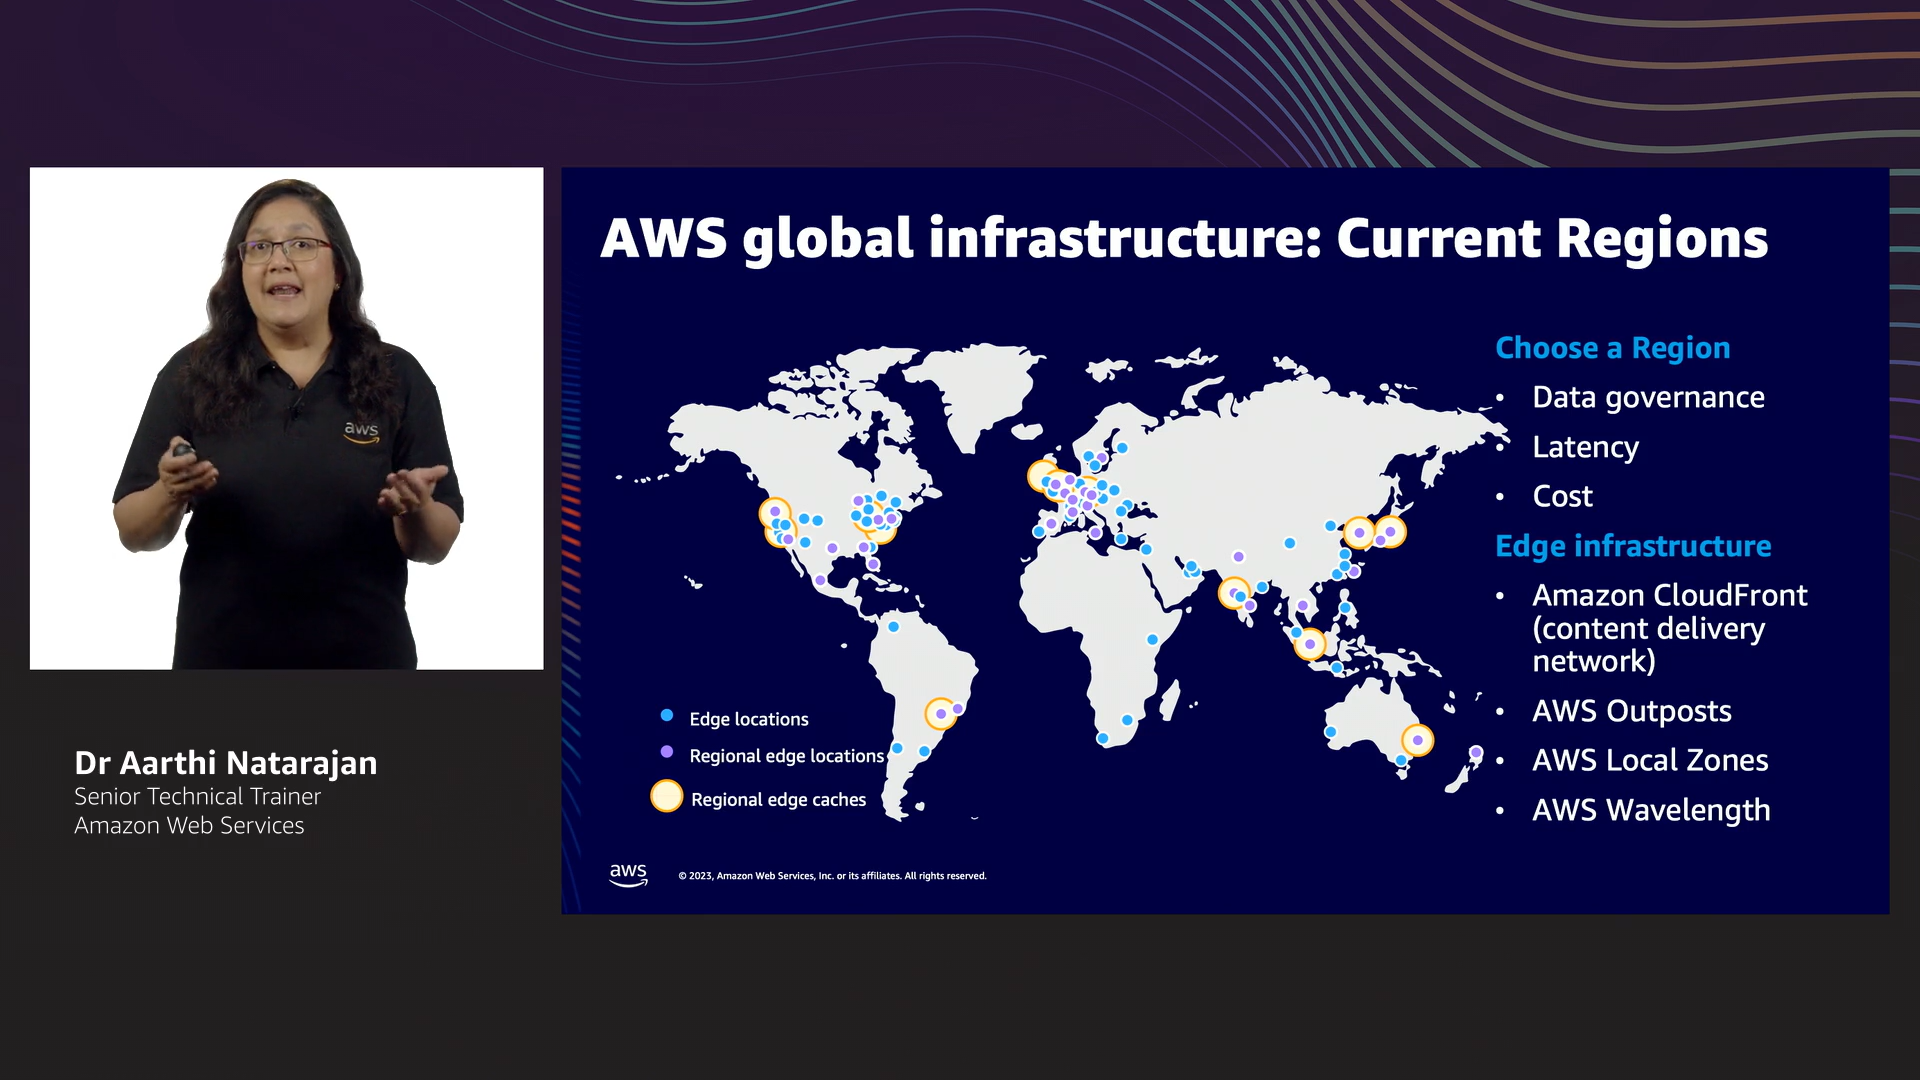 aws
Dr Aarthi Natarajan
Senior Technical Trainer
Amazon Web Services
AWS global infrastructure: Current Regions
Edge locations
Regional edge locations
Regional edge caches
Choose a Region
• Data governance
• Latency
• Cost
Edge infrastructure
• Amazon CloudFront
(content delivery
network)
• AWS Outposts
• AWS Local Zones
• AWS Wavelength
aws
© 2023, Amazon Web Services, Inc. or its affiliates. All rights reserved.